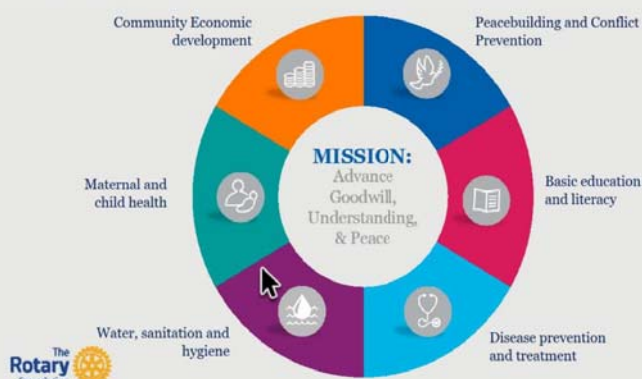 Community Economic
development
Peacebuilding and Conflict
Prevention
MISSION:
Advance
Goodwill,
Understanding,
& Peace
Maternal and
child health
Basic education
and literacy
Water, sanitation and
hygiene
Disease prevention
and treatment
The
Rotary